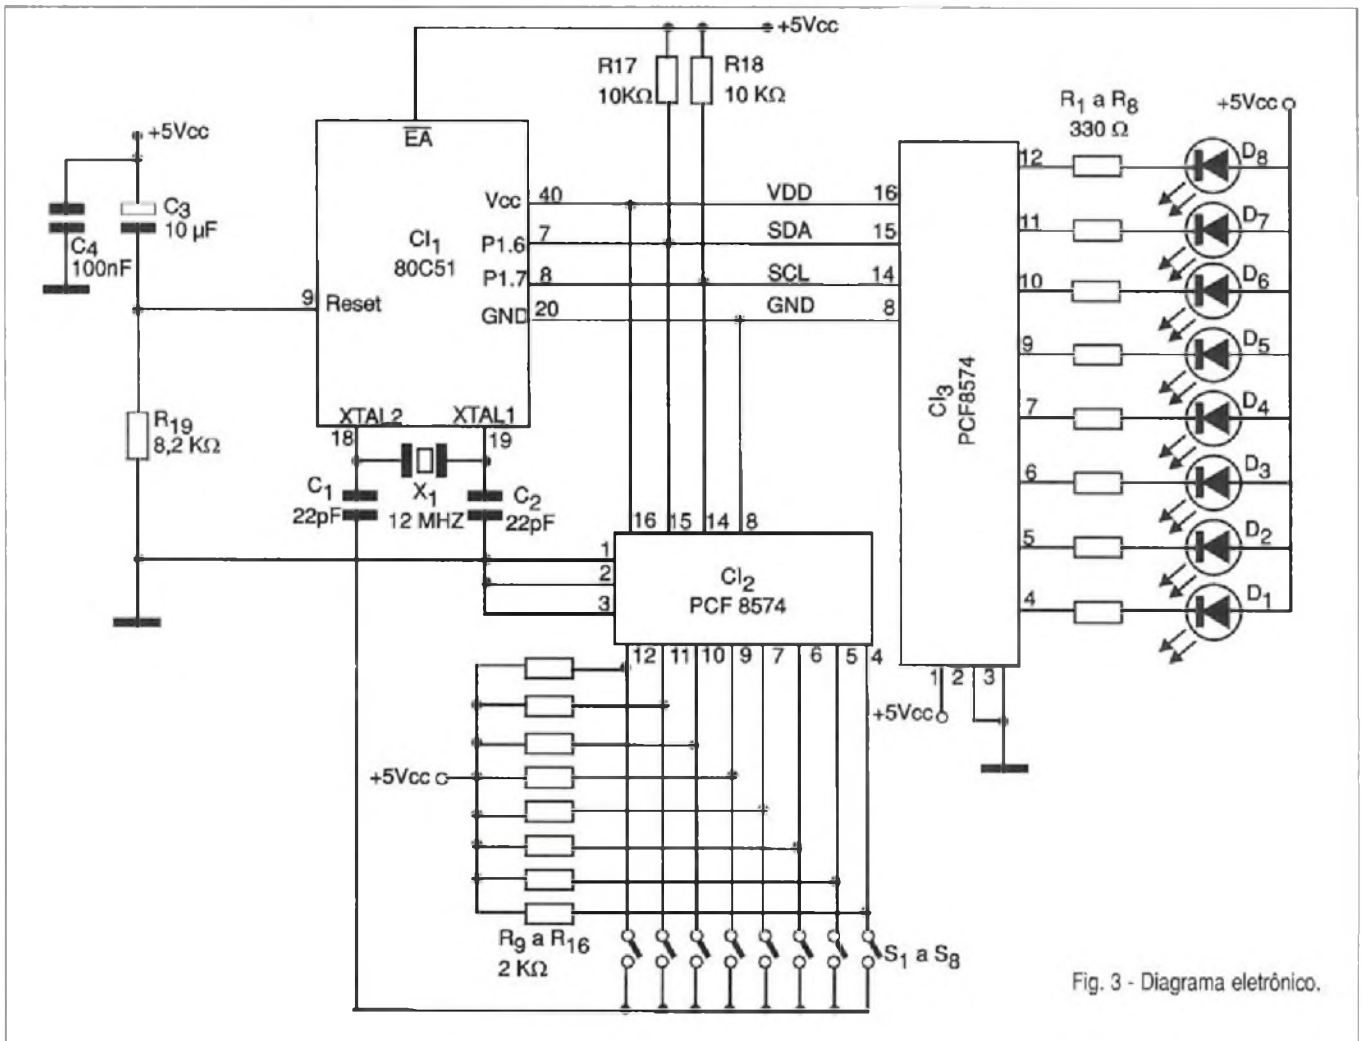 +5Vcc
R17
10KΩ
R18
10 KΩ
R1 a R8
330 Ω
+5Vcc
+5Vcc
EA
12
D8
C3
10 µF
C4
100nF
Vcc
40
VDD
16
11
D7
CI1
80C51
P1.6
7
SDA
15
P1.7
8
SCL
14
10
D6
9
Reset
GND
20
GND
8
9
D5
CI3
PCF8574
XTAL2
XTAL1
18
19
7
D4
R19
8,2 KΩ
C1
22pF
X1
12 MHZ
C2
22pF
6
D3
16
15
14
8
5
D2
1
2
3
CI2
PCF 8574
4
D1
12
11
10
9
7
6
5
4
1
2
3
+5Vcc
+5Vcc
R9 a R16
2 KΩ
S1 a S8
Fig. 3 - Diagrama eletrônico.